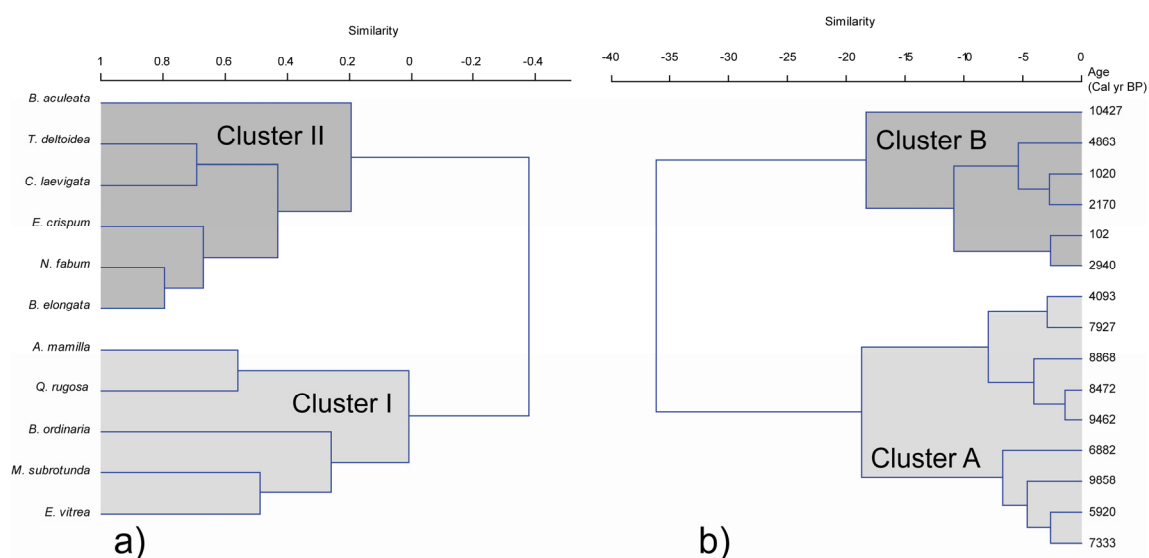 Similarity
1 0.8 0.6 0.4 0.2 0 -0.2 -0.4
B. aculeata
T. deltoidea
C. laevigata
E. crispum
N. fabum
B. elongata
A. mamilla
Q. rugosa
B. ordinaria
M. subrotunda
E. vitrea
Cluster II
Cluster I
a)
Similarity
-40 -35 -30 -25 -20 -15 -10 -5 0
Age
(Cal yr BP)
10427
4863
1020
2170
102
2940
4093
7927
8868
8472
9462
6882
9858
5920
7333
Cluster B
Cluster A
b)